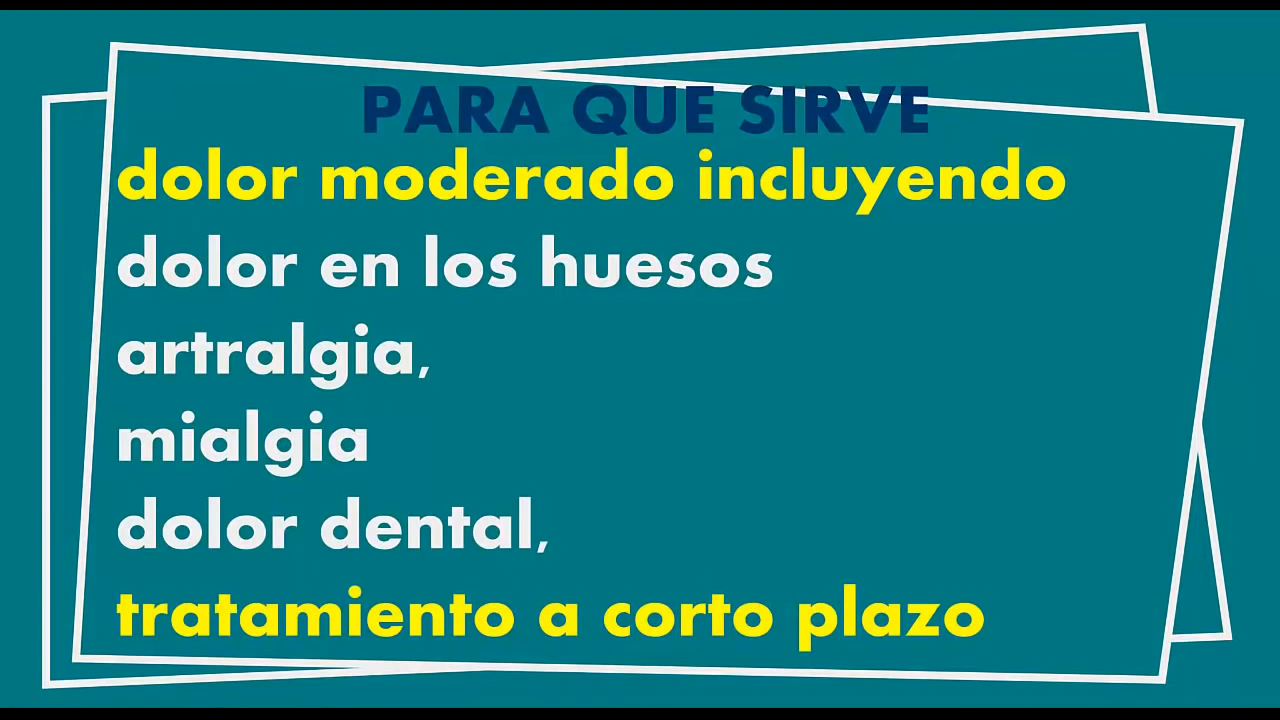 PARA QUE SIRVE
dolor moderado incluyendo
dolor en los huesos
artralgia,
mialgia
dolor dental,
tratamiento a corto plazo